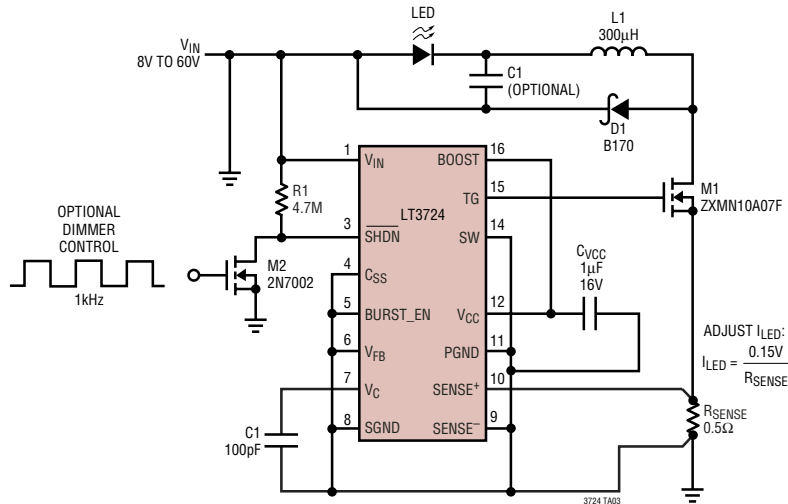 LED
L1
300µH
VIN
8V TO 60V
C1
(OPTIONAL)
D1
B170
1
VIN
BOOST
16
R1
4.7M
LT3724
TG
15
M1
ZXMN10A07F
OPTIONAL
DIMMER
CONTROL
1kHz
3
SHDN
SW
14
M2
2N7002
4
CSS
CVCC
1µF
16V
5
BURST_EN
VCC
12
6
VFB
PGND
11
ADJUST ILED:
ILED = 0.15V
RSENSE
7
VC
SENSE+
10
C1
100pF
8
SGND
SENSE–
9
RSENSE
0.5Ω
3724 TA03